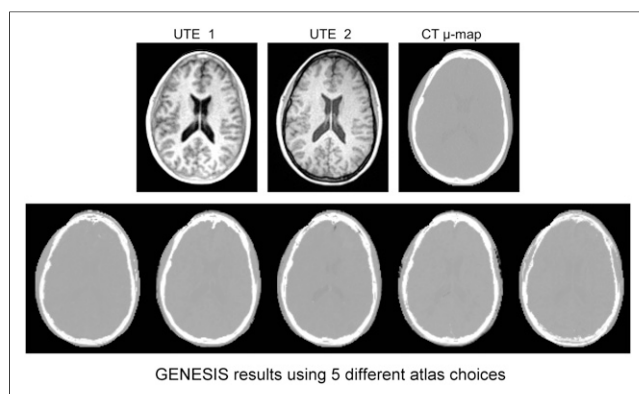 UTE 1
UTE 2
CT μ-map
GENESIS results using 5 different atlas choices